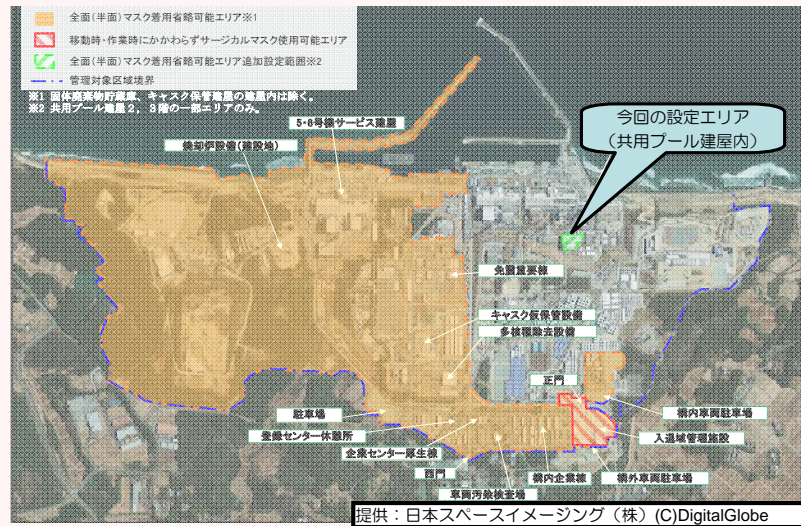 全面(半面)マスク着用省略可能エリア※1
移動時・作業時にかかわらずサージカルマスク使用可能エリア
全面(半面)マスク着用省略可能エリア追加設定範囲※2
管理対象区域境界
※1 固体廃棄物貯蔵庫、キャスク保管建屋の建屋内は除く。
※2 共用プール建屋2,3階の一部エリアのみ。
5・6号機サービス建屋
焼却炉設備(建設地)
今回の設定エリア
(共用プール建屋内)
免震重要棟
キャスク仮保管設備
多核種除去設備
正門
駐車場
構内車両駐車場
登録センター休憩所
入退域管理施設
企業センター厚生棟
西門
構内企業棟
構外車両駐車場
車両汚染検査場
提供:日本スペースイメージング(株)(C)DigitalGlobe